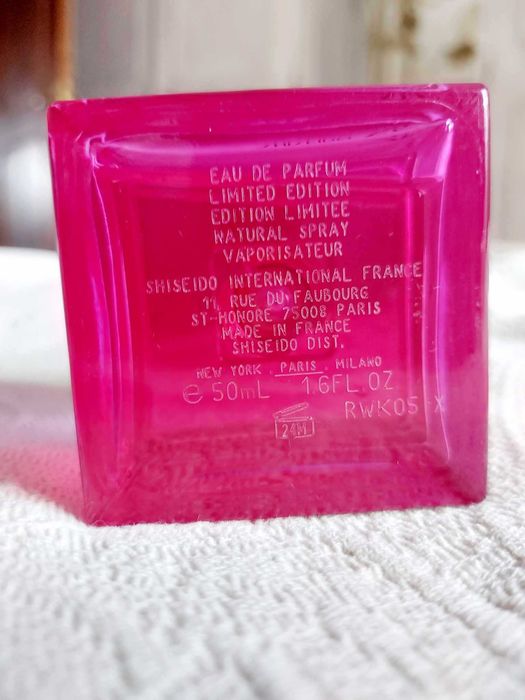 EAU DE PARFUM
LIMITED EDITION
EDITION LIMITEE
NATURAL SPRAY
VAPORISATEUR
SHISEIDO INTERNATIONAL FRANCE
11, RUE DU FAUBOURG
ST-HONORE 75008 PARIS
MADE IN FRANCE
SHISEIDO DIST.
NEW YORK . PARIS . MILANO
℮ 50mL 1.6FL.OZ
RWK05-X
24M